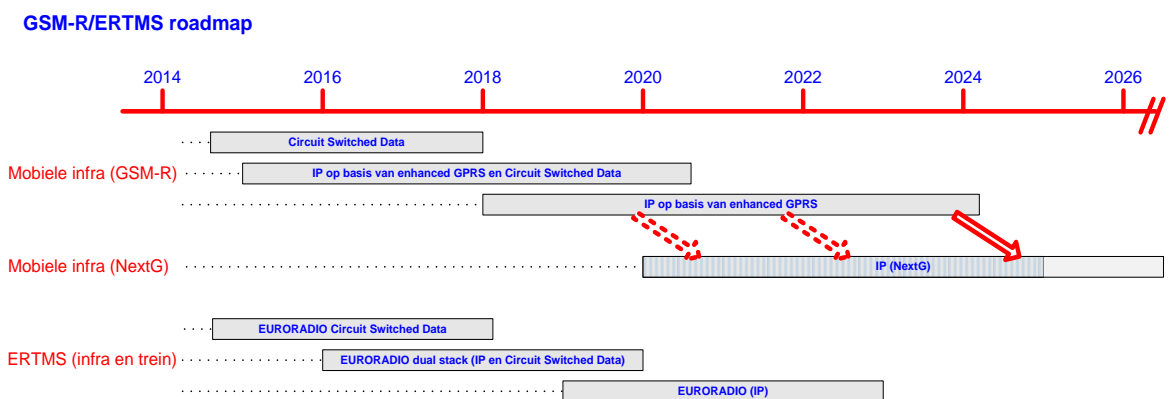 GSM-R/ERTMS roadmap
2014 2016 2018 2020 2022 2024 2026
Circuit Switched Data
Mobiele infra (GSM-R) IP op basis van enhanced GPRS en Circuit Switched Data
IP op basis van enhanced GPRS
Mobiele infra (NextG) IP (NextG)
EURORADIO Circuit Switched Data
ERTMS (infra en trein) EURORADIO dual stack (IP en Circuit Switched Data)
EURORADIO (IP)